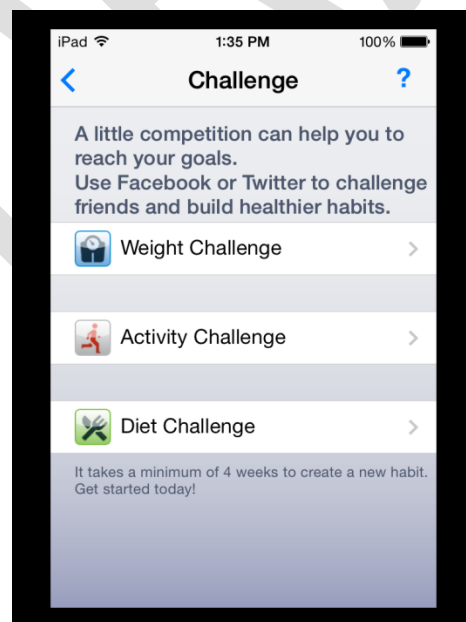 iPad 1:35 PM 100%
Challenge ?
A little competition can help you to
reach your goals.
Use Facebook or Twitter to challenge
friends and build healthier habits.
Weight Challenge
Activity Challenge
Diet Challenge
It takes a minimum of 4 weeks to create a new habit.
Get started today!